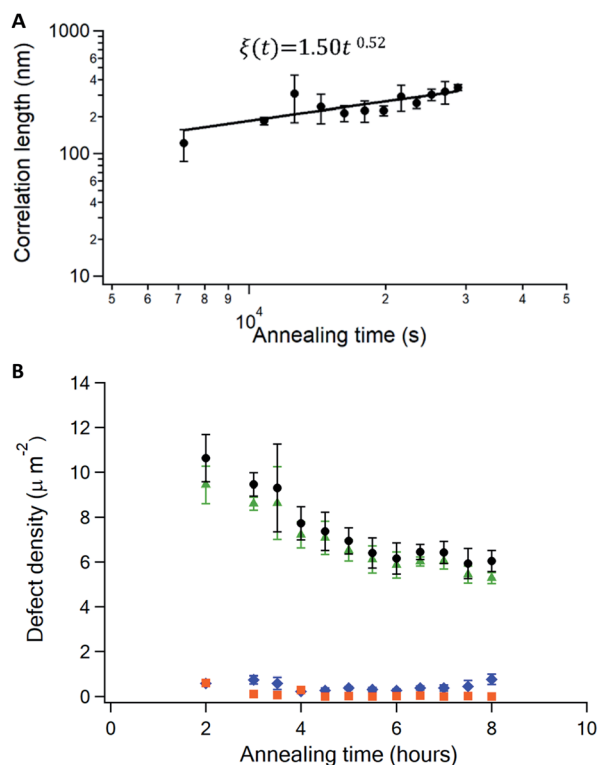 A
ξ(t)=1.50t^0.52
Correlation length (nm)
1000
6
4
2
100
6
4
2
10
5 6 7 8 9 10^4 2 3 4 5
Annealing time (s)
B
Defect density (μ m^-2)
14
12
10
8
6
4
2
0
0 2 4 6 8 10
Annealing time (hours)